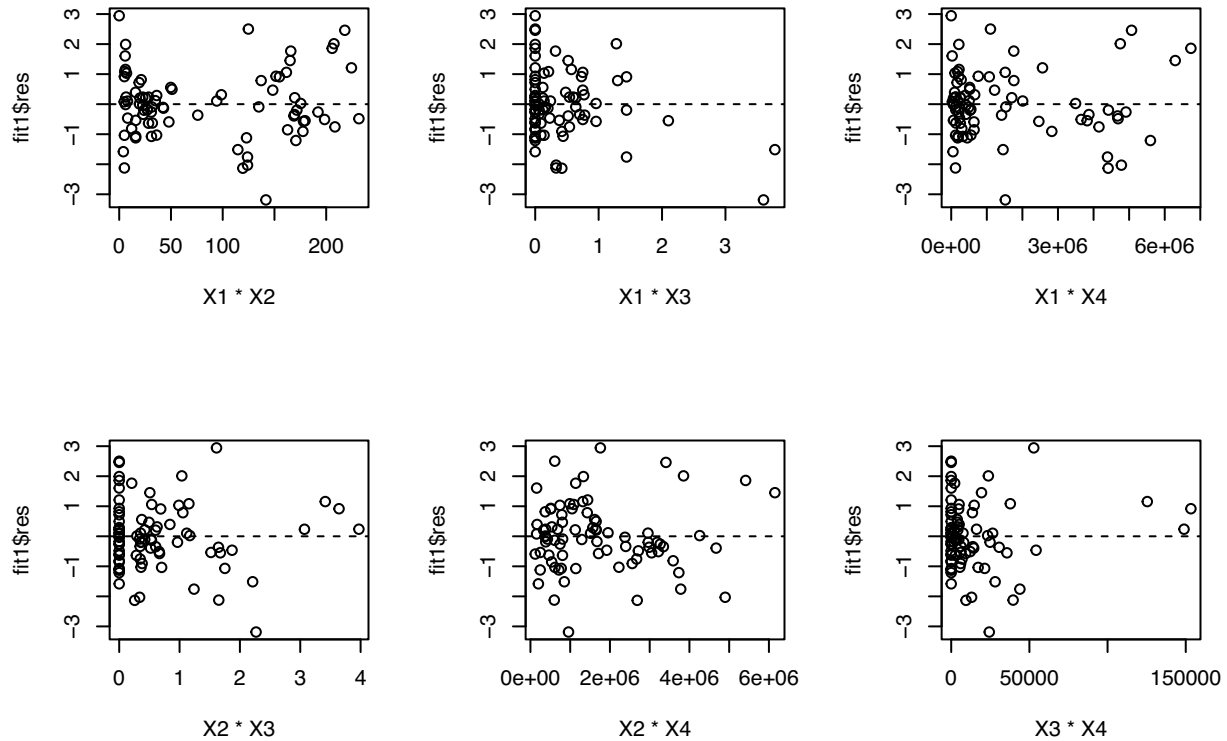 3
2
1
-1
-3
fit1$res
0 50 100 200
X1 * X2
3
2
1
-1
-3
fit1$res
0 1 2 3
X1 * X3
3
2
1
-1
-3
fit1$res
0e+00 3e+06 6e+06
X1 * X4
3
2
1
-1
-3
fit1$res
0 1 2 3 4
X2 * X3
3
2
1
-1
-3
fit1$res
0e+00 2e+06 4e+06 6e+06
X2 * X4
3
2
1
-1
-3
fit1$res
0 50000 150000
X3 * X4